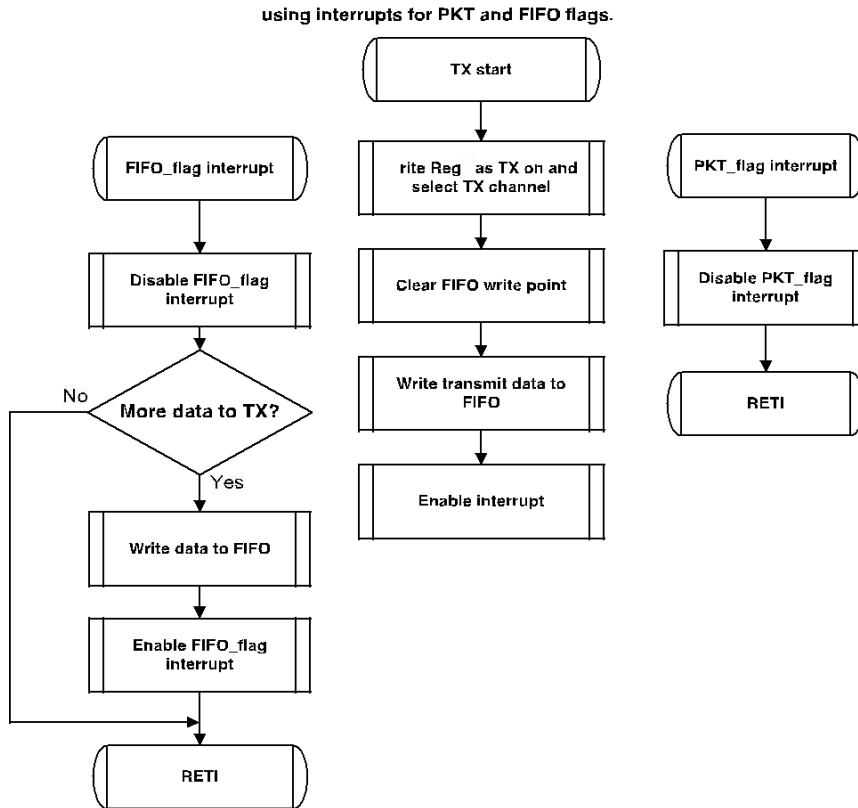 using interrupts for PKT and FIFO flags.
TX start
rite Reg as TX on and
select TX channel
Clear FIFO write point
Write transmit data to
FIFO
Enable interrupt
FIFO_flag interrupt
Disable FIFO_flag
interrupt
More data to TX?
No
Yes
Write data to FIFO
Enable FIFO_flag
interrupt
RETI
PKT_flag interrupt
Disable PKT_flag
interrupt
RETI